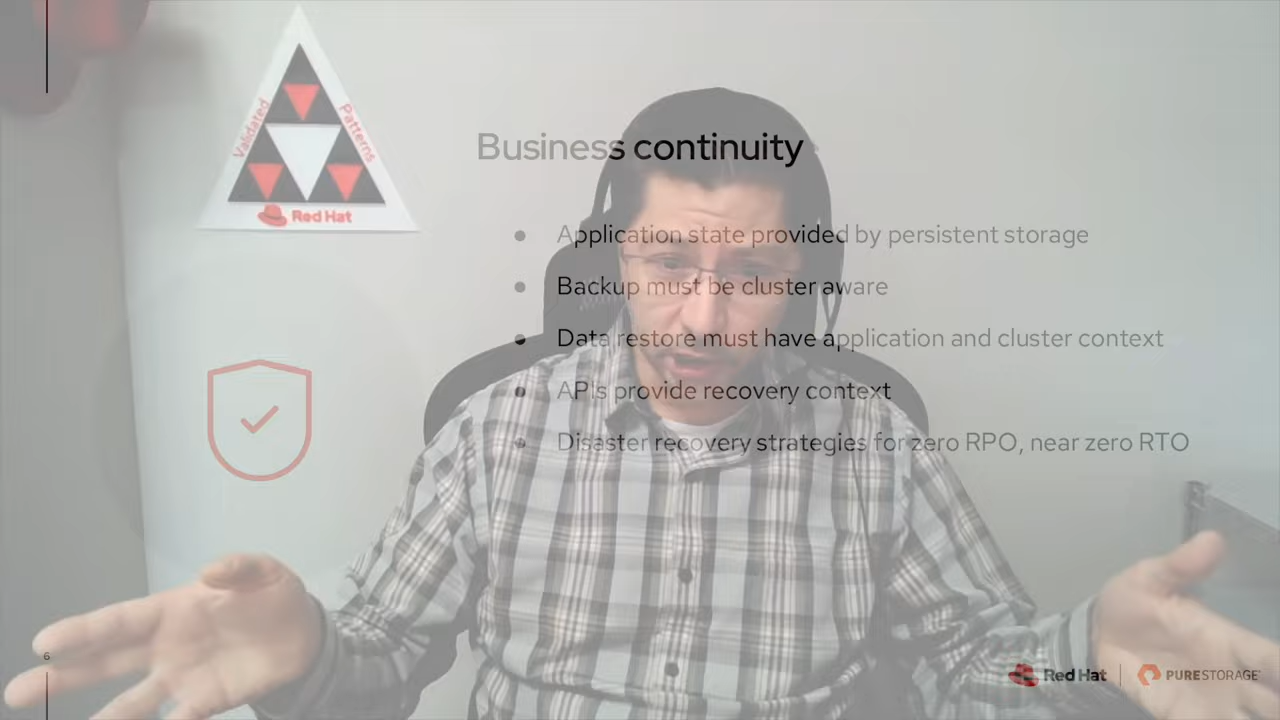 Validated
Patterns
Red Hat
Business continuity
Application state provided by persistent storage
Backup must be cluster aware
Data restore must have application and cluster context
APIs provide recovery context
Disaster recovery strategies for zero RPO, near zero RTO
6
Red Hat
PURESTORAGE